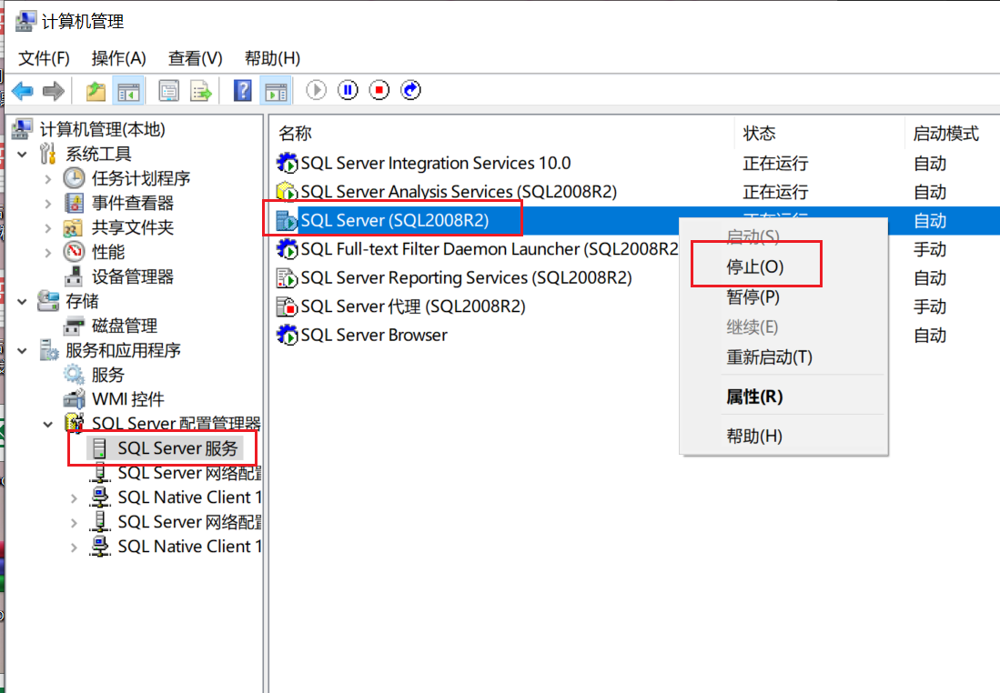 计算机管理
文件(F) 操作(A) 查看(V) 帮助(H)
计算机管理(本地)
系统工具
任务计划程序
事件查看器
共享文件夹
性能
设备管理器
存储
磁盘管理
服务和应用程序
服务
WMI 控件
SQL Server 配置管理器
SQL Server 服务
SQL Server 网络配置
SQL Native Client 1
SQL Server 网络配置
SQL Native Client 1
名称 状态 启动模式
SQL Server Integration Services 10.0 正在运行 自动
SQL Server Analysis Services (SQL2008R2) 正在运行 自动
SQL Server (SQL2008R2) 正在运行 自动
SQL Full-text Filter Daemon Launcher (SQL2008R2 手动
SQL Server Reporting Services (SQL2008R2) 自动
SQL Server 代理 (SQL2008R2) 手动
SQL Server Browser 自动
启动(S)
停止(O)
暂停(P)
继续(E)
重新启动(T)
属性(R)
帮助(H)